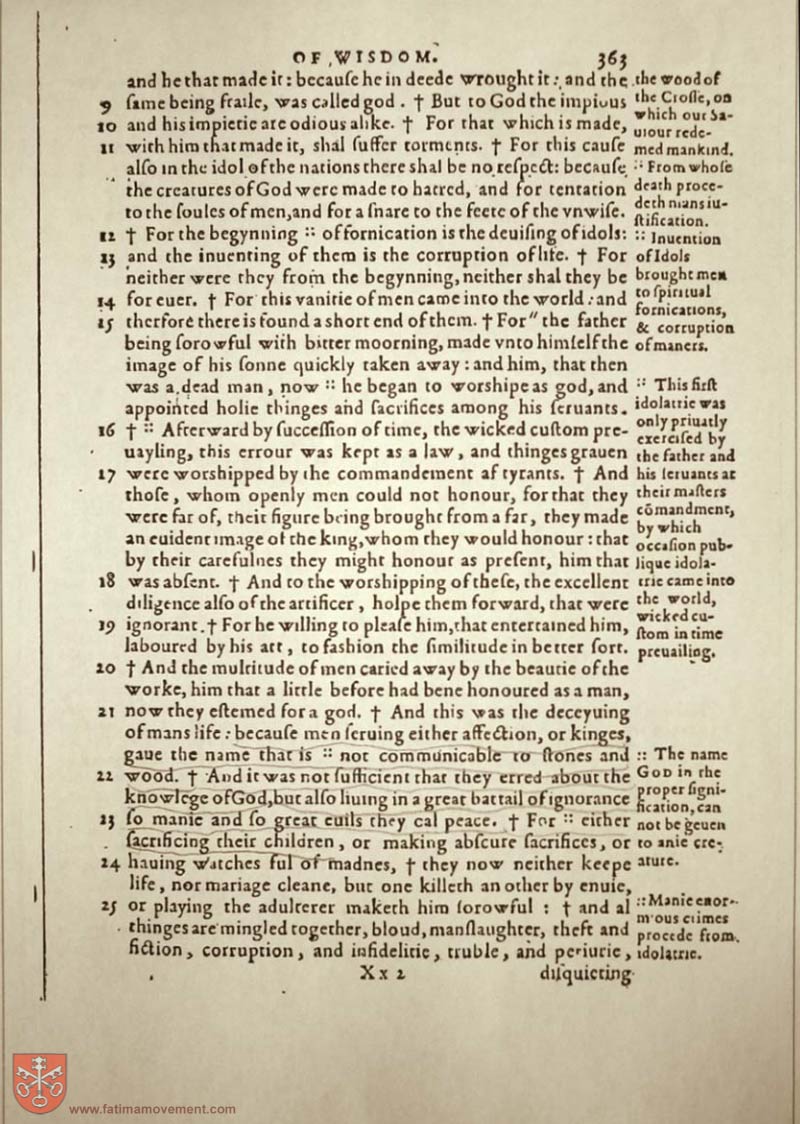 OF WISDOM. 363
and he that made it: becauſe he in deede wrought it: and the
9 ſame being fraile, was called god. † But to God the impious
10 and his impietie are odious alike. † For that which is made,
11 with him that made it, shal ſuffer torments. † For this cauſe
alſo in the idol of the nations there shal be no reſpect: becauſe
the creatures of God were made to hatred, and for tentation
to the ſoules of men, and for a ſnare to the feete of the vnwiſe.
12 † For the begynning :: of fornication is the deuiſing of idols:
13 and the inuenting of them is the corruption of life. † For
neither were they from the begynning, neither shal they be
14 for euer. † For this vanitie of men came into the world: and
15 therfore there is found a short end of them. † For" the father
being ſorowful with bitter moorning, made vnto himſelf the
image of his ſonne quickly taken away: and him, that then
was a dead man, now :: he began to worshipe as god, and
appointed holie thinges and ſacrifices among his ſeruants.
16 † :: Afterward by ſucceſſion of time, the wicked cuſtom pre-
uayling, this errour was kept as a law, and thinges grauen
17 were worshipped by the commandement af tyrants. † And
thoſe, whom openly men could not honour, for that they
were far of, their figure being brought from a far, they made
an euident image of the king, whom they would honour: that
by their carefulnes they might honour as preſent, him that
18 was abſent. † And to the worshipping of theſe, the excellent
diligence alſo of the artificer, holpe them forward, that were
19 ignorant. † For he willing to pleaſe him, that entertained him,
laboured by his art, to fashion the ſimilitude in better ſort.
20 † And the multitude of men caried away by the beautie of the
worke, him that a little before had bene honoured as a man,
21 now they eſtemed for a god. † And this was the deceyuing
of mans life: becauſe men ſeruing either affection, or kinges,
gaue the name that is :: not communicable to ſtones and
22 wood. † And it was not ſufficient that they erred about the
knowlege of God, but alſo liuing in a great battail of ignorance
23 ſo manie and ſo great euils they cal peace. † For :: either
ſacrificing their children, or making abſcure ſacrifices, or
24 hauing watches ful of madnes, † they now neither keepe
life, nor mariage cleane, but one killeth an other by enuie,
25 or playing the adulterer maketh him ſorowful: † and al
thinges are mingled together, bloud, manſlaughter, theft and
fiction, corruption, and infidelitie, truble, and periurie,
Xx 2 diſquieting
the wood of
the Croſſe, on
which our Sa-
uiour rede-
med mankind.
:: From whoſe
death proce-
deth mans iu-
ſtification.
:: Inuention
of Idols
brought men
to ſpiritual
fornications,
& corruption
of maners.
:: This firſt
idolatrie was
only priuatly
exerciſed by
the father and
his ſeruants at
their maſters
cōmandment,
by which
occaſion pub-
lique idola-
trie came into
the world,
wicked cu-
ſtom in time
preuailing.
:: The name
GOD in the
proper ſigni-
fication, can
not be geuen
to anie cre-
ature.
:: Manie enor-
mous crimes
procede from
idolatrie.
www.fatimamovement.com